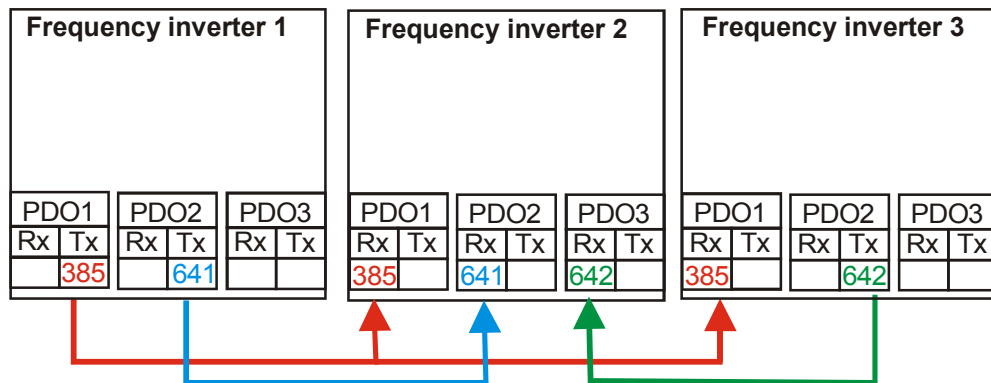 Frequency inverter 1 Frequency inverter 2 Frequency inverter 3
PDO1 PDO2 PDO3 PDO1 PDO2 PDO3 PDO1 PDO2 PDO3
Rx Tx Rx Tx Rx Tx Rx Tx Rx Tx Rx Tx Rx Tx Rx Tx Rx Tx
385 641 385 641 642 385 642